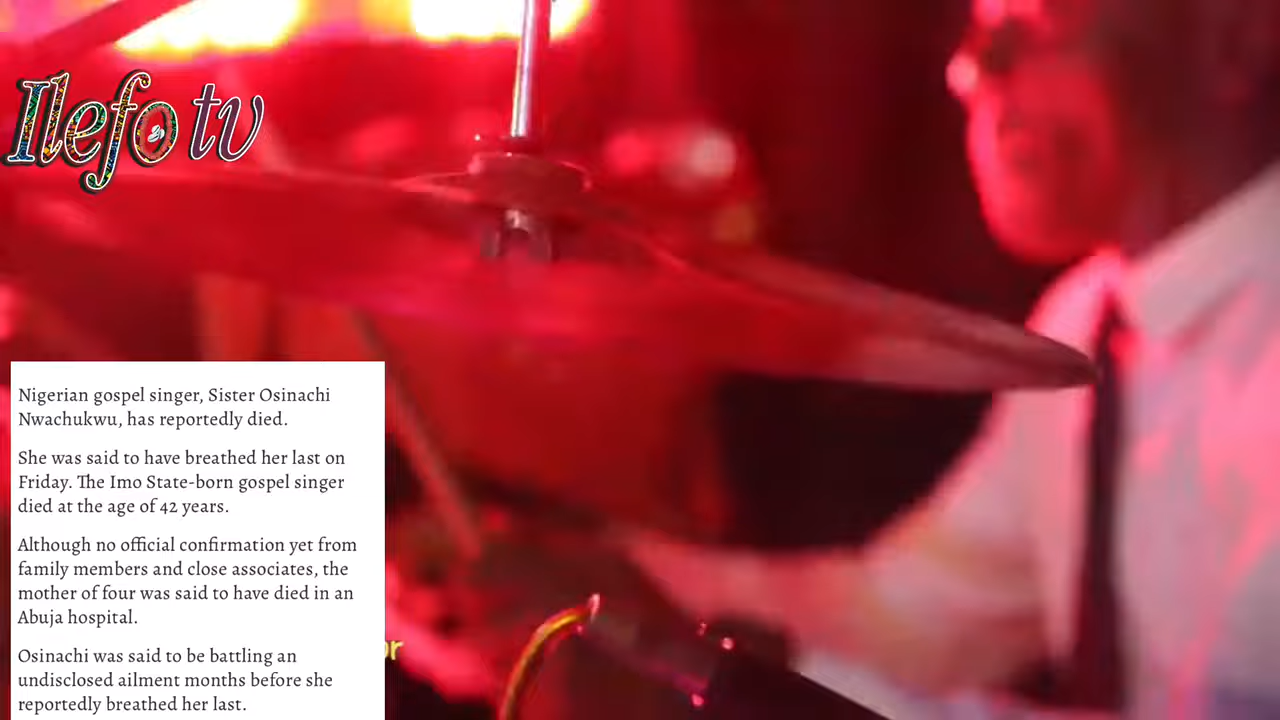 Ilefo tv
Nigerian gospel singer, Sister Osinachi
Nwachukwu, has reportedly died.
She was said to have breathed her last on
Friday. The Imo State-born gospel singer
died at the age of 42 years.
Although no official confirmation yet from
family members and close associates, the
mother of four was said to have died in an
Abuja hospital.
Osinachi was said to be battling an
undisclosed ailment months before she
reportedly breathed her last.